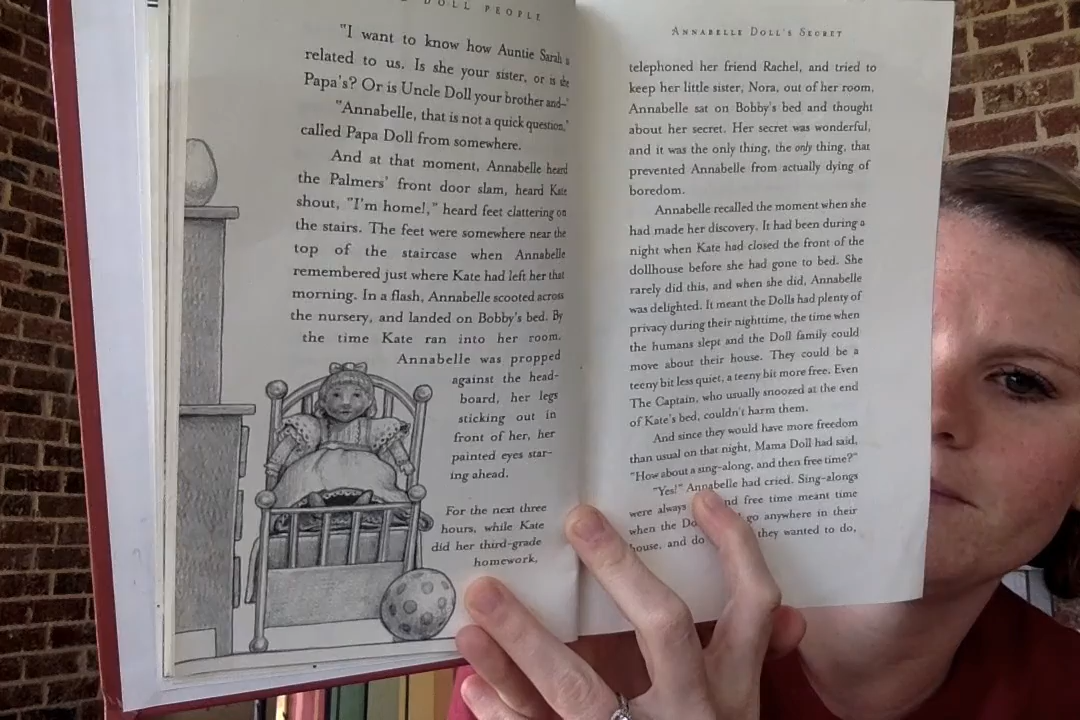 DOLL PEOPLE
"I want to know how Auntie Sarah's
related to us. Is she your sister, or is she
Papa's? Or is Uncle Doll your brother and—"
"Annabelle, that is not a quick question,"
called Papa Doll from somewhere.
And at that moment, Annabelle heard
the Palmers' front door slam, heard Kate
shout, "I'm home!," heard feet clattering on
the stairs. The feet were somewhere near the
top of the staircase when Annabelle
remembered just where Kate had left her that
morning. In a flash, Annabelle scooted across
the nursery, and landed on Bobby's bed. By
the time Kate ran into her room.
Annabelle was propped
against the head-
board, her legs
sticking out in
front of her, her
painted eyes star-
ing ahead.
For the next three
hours, while Kate
did her third-grade
homework,
ANNABELLE DOLL'S SECRET
telephoned her friend Rachel, and tried to
keep her little sister, Nora, out of her room,
Annabelle sat on Bobby's bed and thought
about her secret. Her secret was wonderful,
and it was the only thing, the only thing, that
prevented Annabelle from actually dying of
boredom.
Annabelle recalled the moment when she
had made her discovery. It had been during a
night when Kate had closed the front of the
dollhouse before she had gone to bed. She
rarely did this, and when she did, Annabelle
was delighted. It meant the Dolls had plenty of
privacy during their nighttime, the time when
the humans slept and the Doll family could
move about their house. They could be a
teeny bit less quiet, a teeny bit more free. Even
The Captain, who usually snoozed at the end
of Kate's bed, couldn't harm them.
And since they would have more freedom
than usual on that night, Mama Doll had said,
"How about a sing-along, and then free time?"
"Yes!" Annabelle had cried. Sing-alongs
were always nd free time meant time
when the Do go anywhere in their
house, and do they wanted to do,